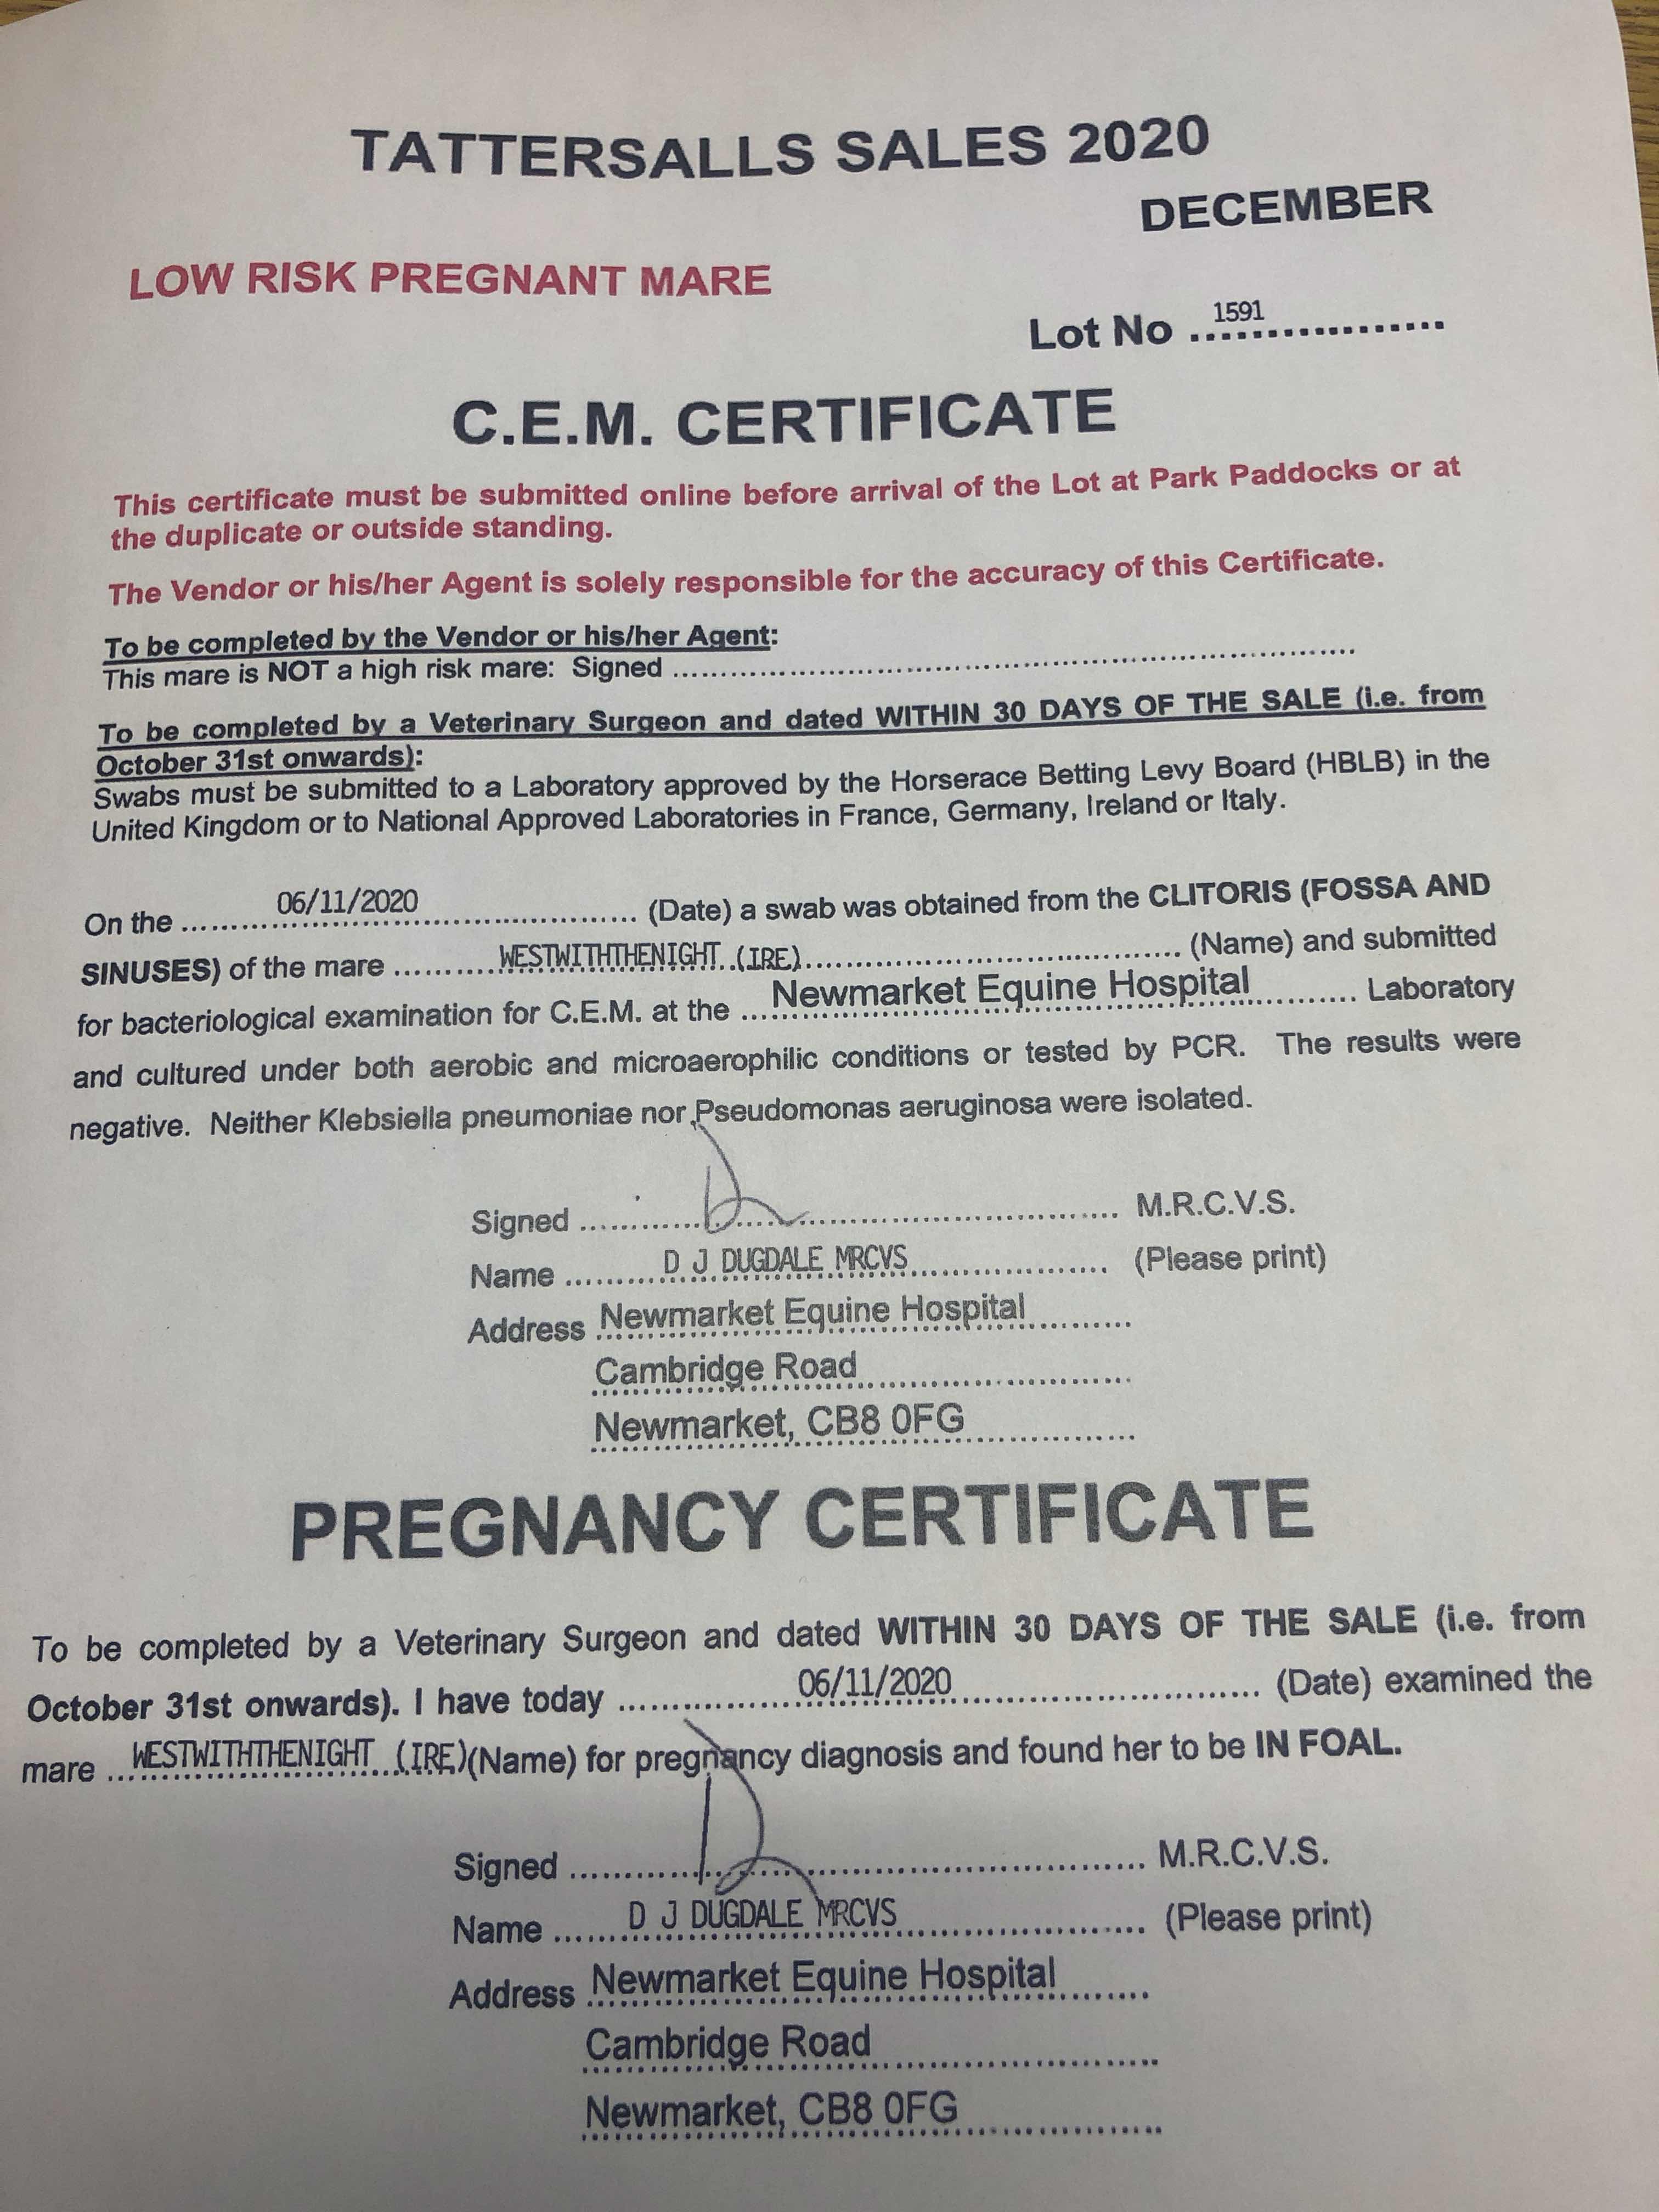 TATTERSALLS SALES 2020
DECEMBER
LOW RISK PREGNANT MARE
Lot No ..1591..................
C.E.M. CERTIFICATE
This certificate must be submitted online before arrival of the Lot at Park Paddocks or at
the duplicate or outside standing.
The Vendor or his/her Agent is solely responsible for the accuracy of this Certificate.
To be completed by the Vendor or his/her Agent:
This mare is NOT a high risk mare: Signed ..............................................................................
To be completed by a Veterinary Surgeon and dated WITHIN 30 DAYS OF THE SALE (i.e. from
October 31st onwards):
Swabs must be submitted to a Laboratory approved by the Horserace Betting Levy Board (HBLB) in the
United Kingdom or to National Approved Laboratories in France, Germany, Ireland or Italy.
On the .........06/11/2020......................... (Date) a swab was obtained from the CLITORIS (FOSSA AND
SINUSES) of the mare ..........WESTWITHTHENIGHT (IRE)........................................ (Name) and submitted
for bacteriological examination for C.E.M. at the ...Newmarket Equine Hospital........... Laboratory
and cultured under both aerobic and microaerophilic conditions or tested by PCR. The results were
negative. Neither Klebsiella pneumoniae nor Pseudomonas aeruginosa were isolated.
Signed ............................................................. M.R.C.V.S.
Name .........D J DUGDALE MRCVS...................... (Please print)
Address Newmarket Equine Hospital...........
Cambridge Road..............................
Newmarket, CB8 0FG...................
PREGNANCY CERTIFICATE
To be completed by a Veterinary Surgeon and dated WITHIN 30 DAYS OF THE SALE (i.e. from
October 31st onwards). I have today ................06/11/2020.................................. (Date) examined the
mare ...WESTWITHTHENIGHT (IRE)(Name) for pregnancy diagnosis and found her to be IN FOAL.
Signed ................................................................ M.R.C.V.S.
Name .......D J DUGDALE MRCVS........................... (Please print)
Address Newmarket Equine Hospital..........
Cambridge Road..............................
Newmarket, CB8 0FG.....................